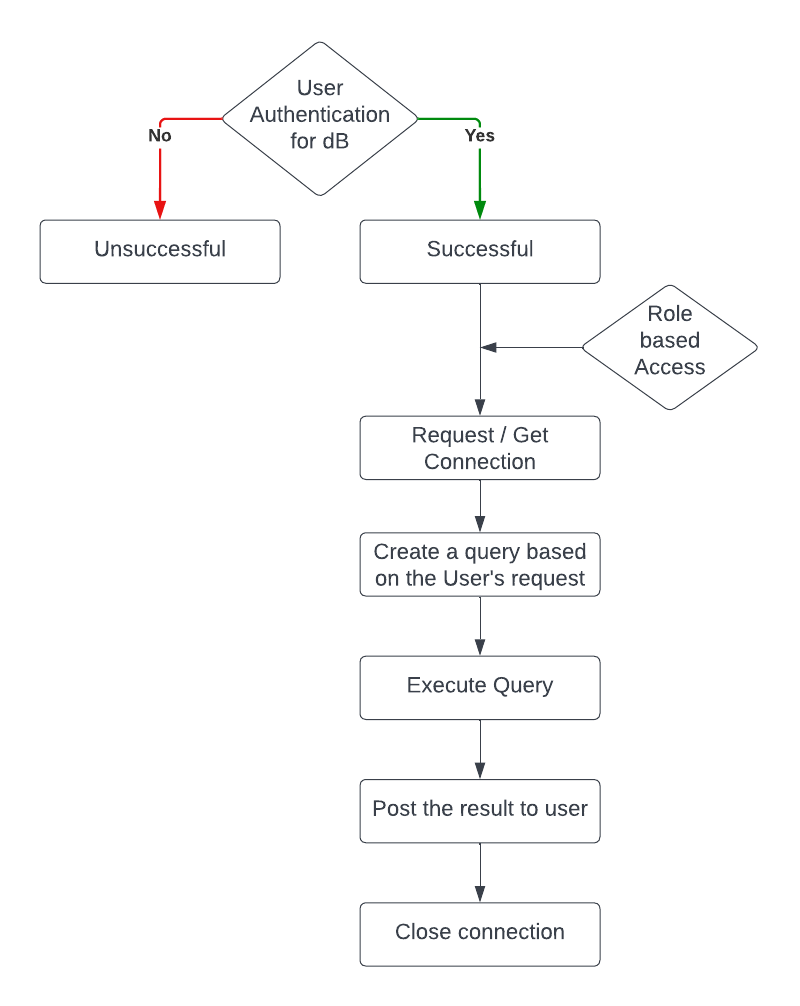 User
Authentication
for dB
No
Yes
Unsuccessful
Successful
Role
based
Access
Request / Get
Connection
Create a query based
on the User's request
Execute Query
Post the result to user
Close connection